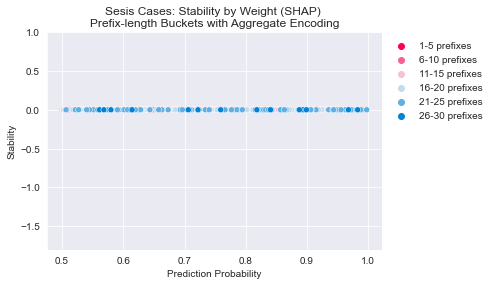 Sesis Cases: Stability by Weight (SHAP)
Prefix-length Buckets with Aggregate Encoding
1.0
0.5
0.0
−0.5
−1.0
−1.5
Stability
0.5 0.6 0.7 0.8 0.9 1.0
Prediction Probability
1-5 prefixes
6-10 prefixes
11-15 prefixes
16-20 prefixes
21-25 prefixes
26-30 prefixes